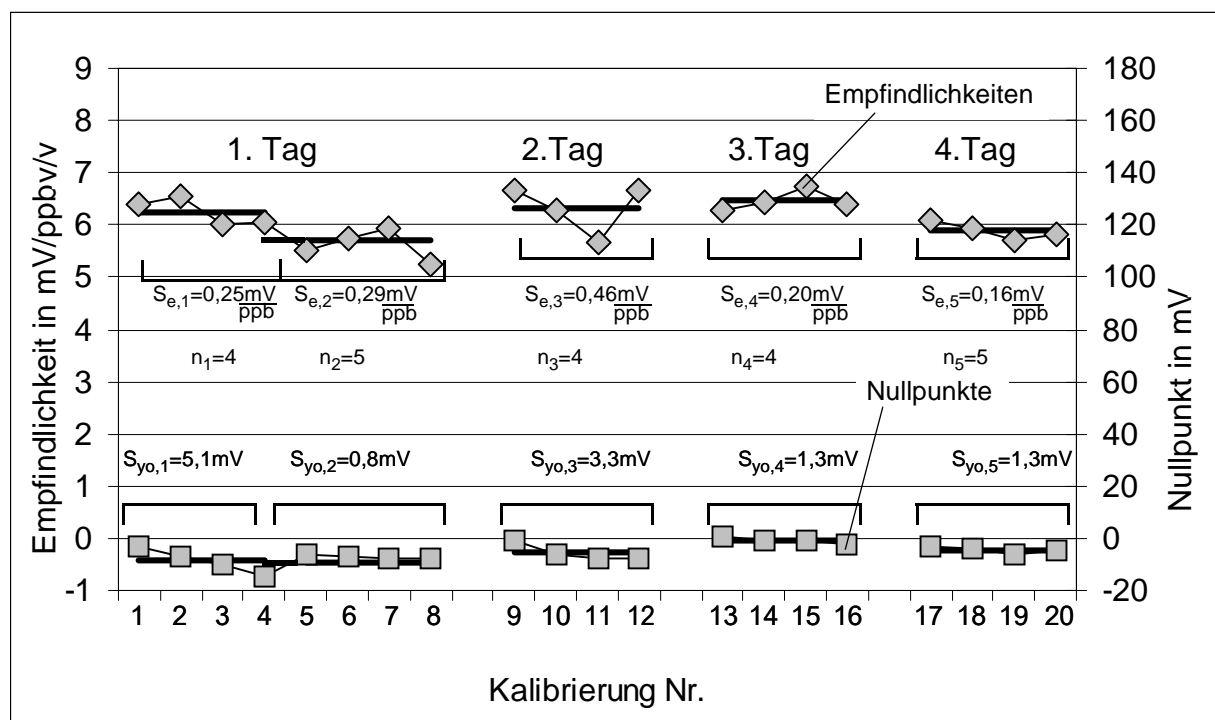 9
8
7
6
5
4
3
2
1
0
-1
180
160
140
120
100
80
60
40
20
0
-20
Empfindlichkeit in mV/ppbv/v
Nullpunkt in mV
Empfindlichkeiten
1. Tag
2.Tag
3.Tag
4.Tag
Se,1=0,25mV/ppb
Se,2=0,29mV/ppb
Se,3=0,46mV/ppb
Se,4=0,20mV/ppb
Se,5=0,16mV/ppb
n1=4
n2=5
n3=4
n4=4
n5=5
Nullpunkte
Syo,1=5,1mV
Syo,2=0,8mV
Syo,3=3,3mV
Syo,4=1,3mV
Syo,5=1,3mV
1 2 3 4 5 6 7 8 9 10 11 12 13 14 15 16 17 18 19 20
Kalibrierung Nr.